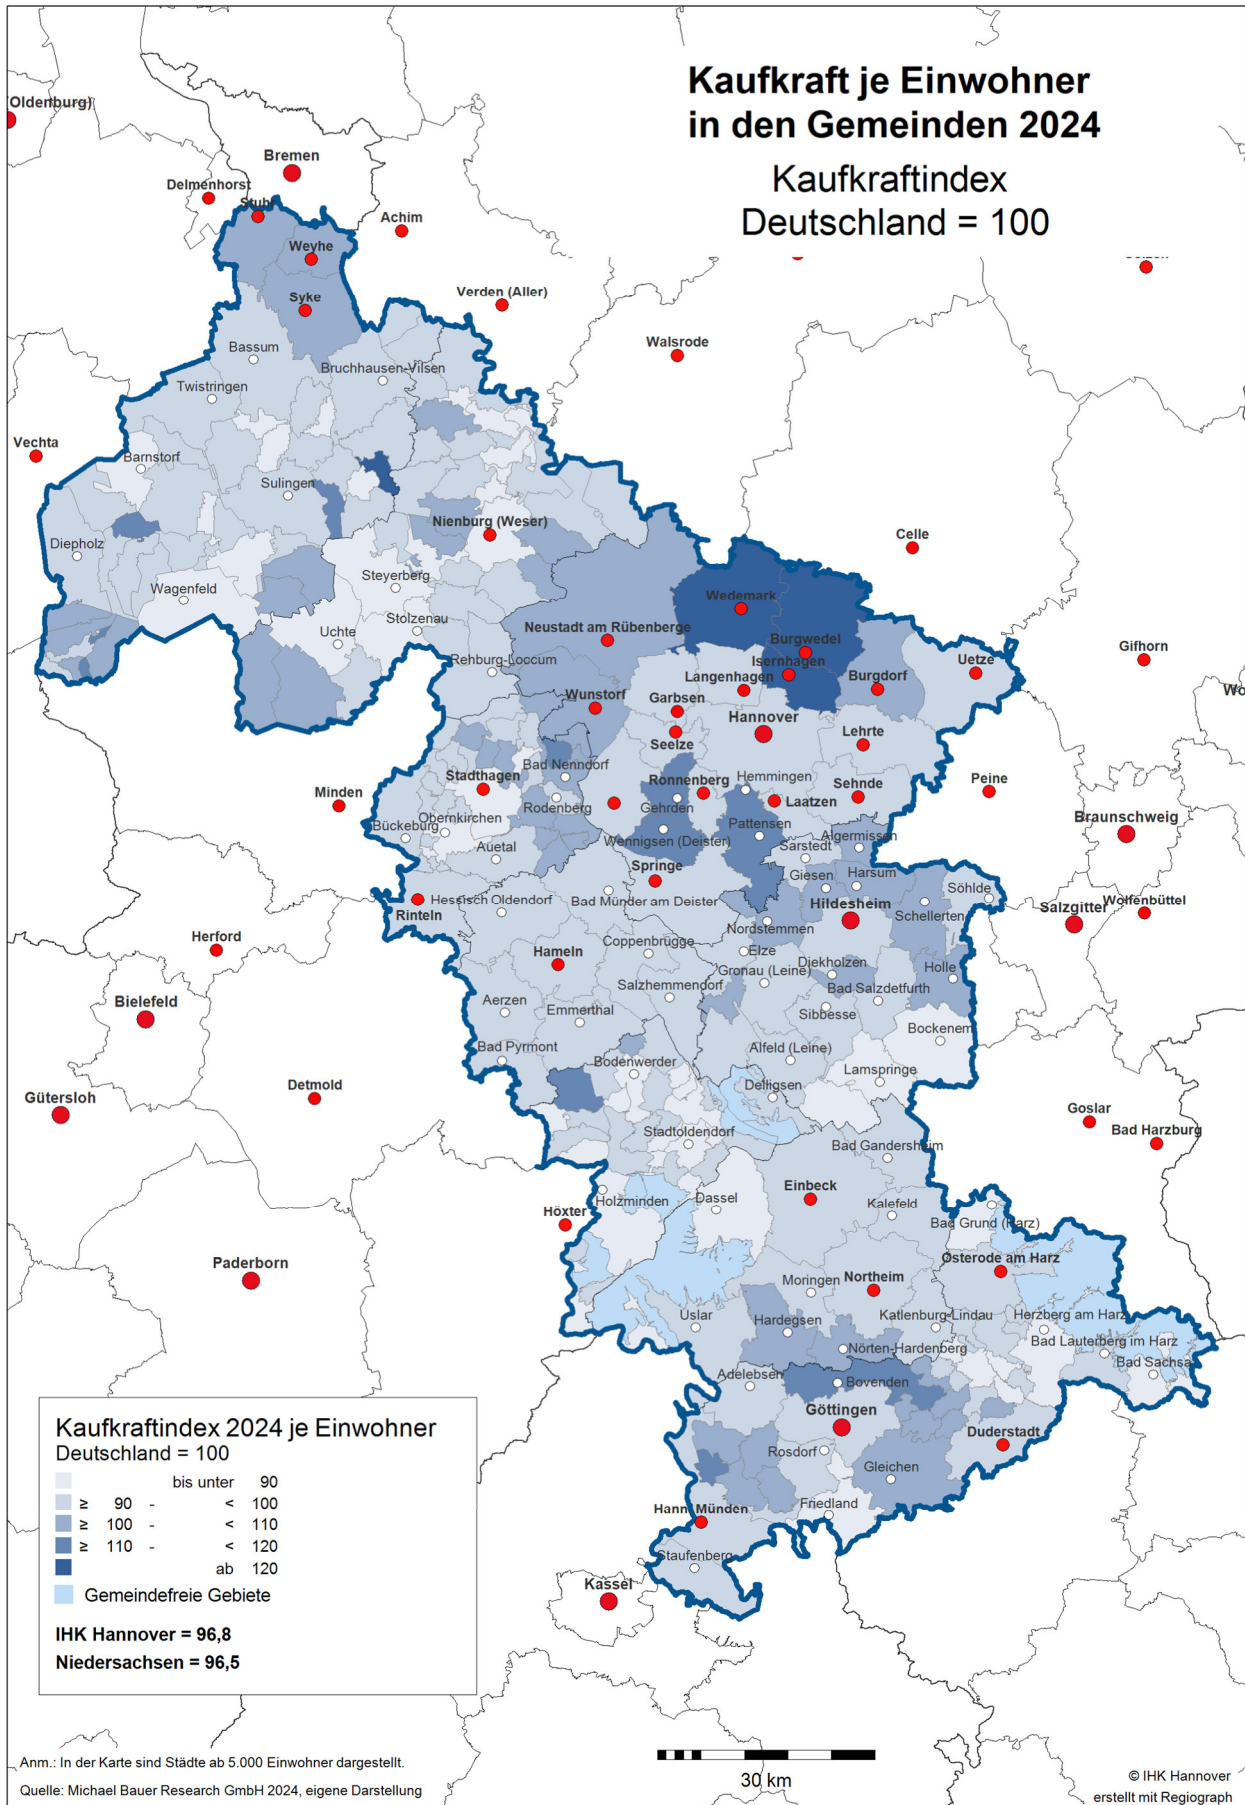 Kaufkraft je Einwohner
in den Gemeinden 2024
Kaufkraftindex
Deutschland = 100
Oldenburg)
Bremen
Delmenhorst
Stuhr
Achim
Weyhe
Syke
Verden (Aller)
Walsrode
Bassum
Bruchhausen-Vilsen
Twistringen
Vechta
Barnstorf
Sulingen
Nienburg (Weser)
Celle
Diepholz
Steyerberg
Wagenfeld
Wedemark
Stolzenau
Neustadt am Rübenberge
Uchte
Burgwedel
Gifhorn
Rehburg-Loccum
Isernhagen
Uetze
Langenhagen
Burgdorf
Wunstorf
Garbsen
Hannover
Lehrte
Seelze
Bad Nenndorf
Stadthagen
Ronnenberg
Hemmingen
Sehnde
Peine
Minden
Rodenberg
Gehrden
Laatzen
Obernkirchen
Bückeburg
Pattensen
Braunschweig
Wennigsen (Deister)
Algermissen
Auetal
Sarstedt
Springe
Giesen
Harsum
Söhlde
Hessisch Oldendorf
Bad Münder am Deister
Rinteln
Hildesheim
Schellerten
Salzgitter
Wolfenbüttel
Nordstemmen
Herford
Hameln
Coppenbrügge
Elze
Diekholzen
Gronau (Leine)
Holle
Bielefeld
Salzhemmendorf
Bad Salzdetfurth
Aerzen
Emmerthal
Sibbesse
Bockenem
Bad Pyrmont
Bodenwerder
Alfeld (Leine)
Lamspringe
Detmold
Delligsen
Gütersloh
Goslar
Stadtoldendorf
Bad Harzburg
Bad Gandersheim
Einbeck
Holzminden
Dassel
Kalefeld
Höxter
Bad Grund (Harz)
Paderborn
Osterode am Harz
Moringen
Northeim
Uslar
Hardegsen
Katlenburg-Lindau
Herzberg am Harz
Bad Lauterberg im Harz
Nörten-Hardenberg
Bad Sachsa
Adelebsen
Bovenden
Göttingen
Duderstadt
Rosdorf
Gleichen
Hann. Münden
Friedland
Staufenberg
Kassel
Kaufkraftindex 2024 je Einwohner
Deutschland = 100
bis unter 90
≥ 90 - < 100
≥ 100 - < 110
≥ 110 - < 120
ab 120
Gemeindefreie Gebiete
IHK Hannover = 96,8
Niedersachsen = 96,5
Anm.: In der Karte sind Städte ab 5.000 Einwohner dargestellt.
Quelle: Michael Bauer Research GmbH 2024, eigene Darstellung
30 km
© IHK Hannover
erstellt mit Regiograph